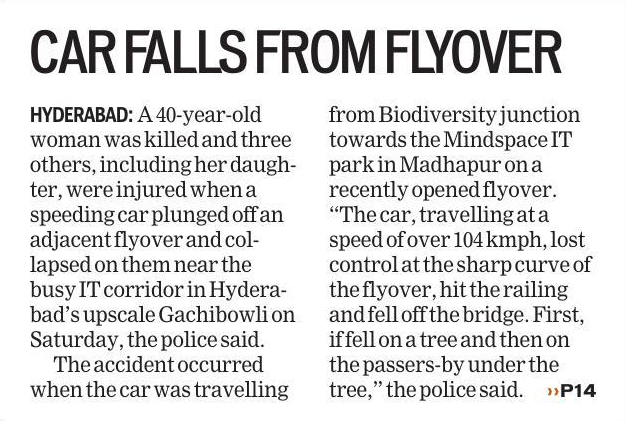 CAR FALLS FROM FLYOVER
HYDERABAD: A 40-year-old
woman was killed and three
others, including her daugh-
ter, were injured when a
speeding car plunged off an
adjacent flyover and col-
lapsed on them near the
busy IT corridor in Hydera-
bad's upscale Gachibowli on
Saturday, the police said.
The accident occurred
when the car was travelling
from Biodiversity junction
towards the Mindspace IT
park in Madhapur on a
recently opened flyover.
“The car, travelling at a
speed of over 104 kmph, lost
control at the sharp curve of
the flyover, hit the railing
and fell off the bridge. First,
if fell on a tree and then on
the passers-by under the
tree,” the police said. ››P14